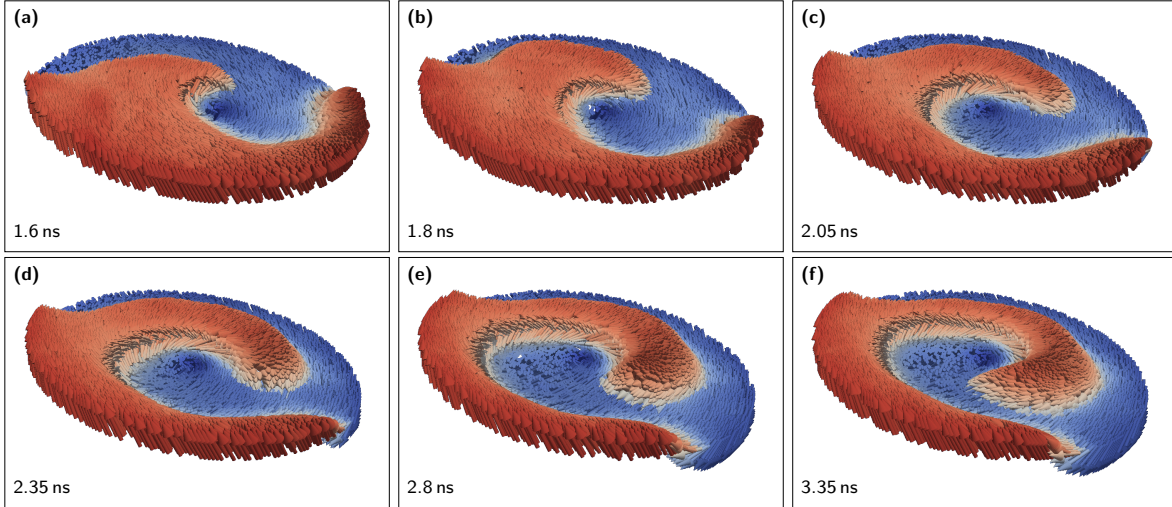 (a)
1.6 ns
(b)
1.8 ns
(c)
2.05 ns
(d)
2.35 ns
(e)
2.8 ns
(f)
3.35 ns